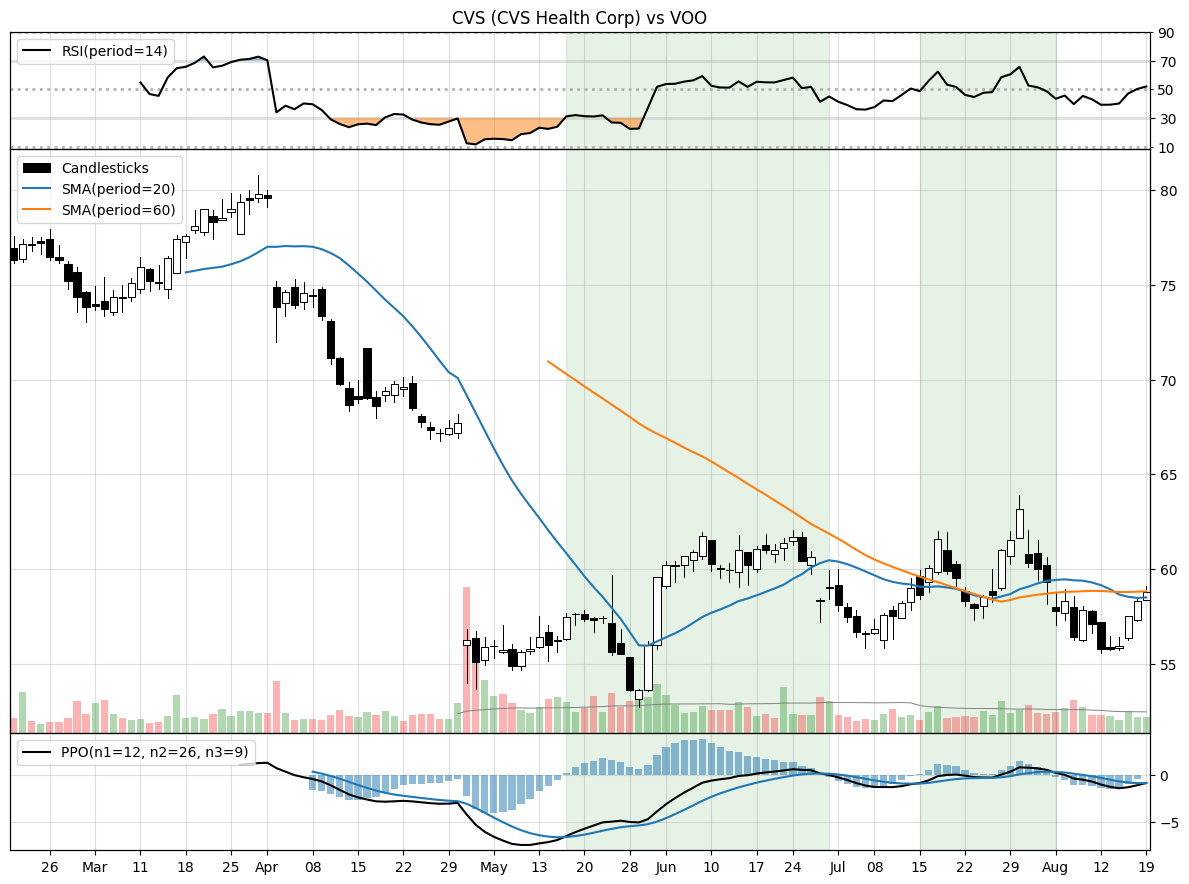 CVS (CVS Health Corp) vs VOO
RSI(period=14)
90
70
50
30
10
Candlesticks
SMA(period=20)
SMA(period=60)
80
75
70
65
60
55
PPO(n1=12, n2=26, n3=9)
0
−5
26 Mar 11 18 25 Apr 08 15 22 29 May 13 20 28 Jun 10 17 24 Jul 08 15 22 29 Aug 12 19